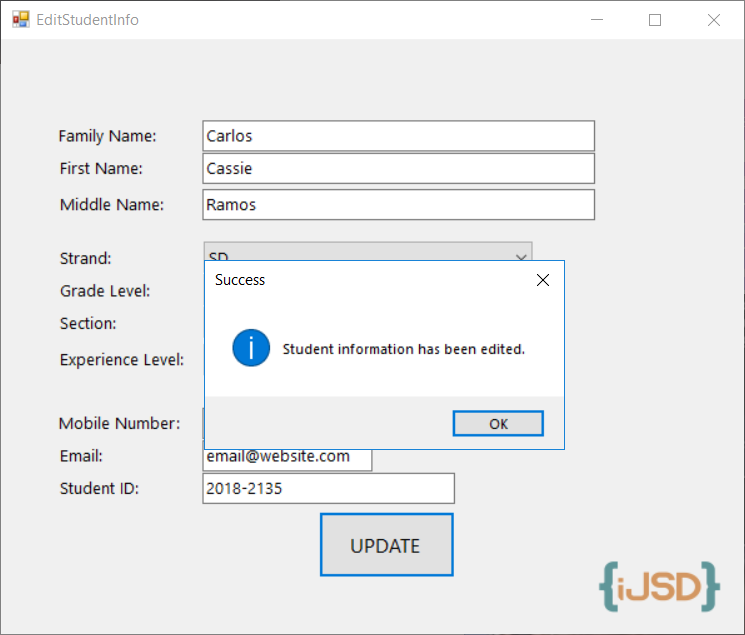 EditStudentInfo
Family Name: Carlos
First Name: Cassie
Middle Name: Ramos
Strand: SD
Success
Grade Level:
Section:
Student information has been edited.
Experience Level:
Mobile Number: OK
Email: email@website.com
Student ID: 2018-2135
UPDATE
{iJSD}